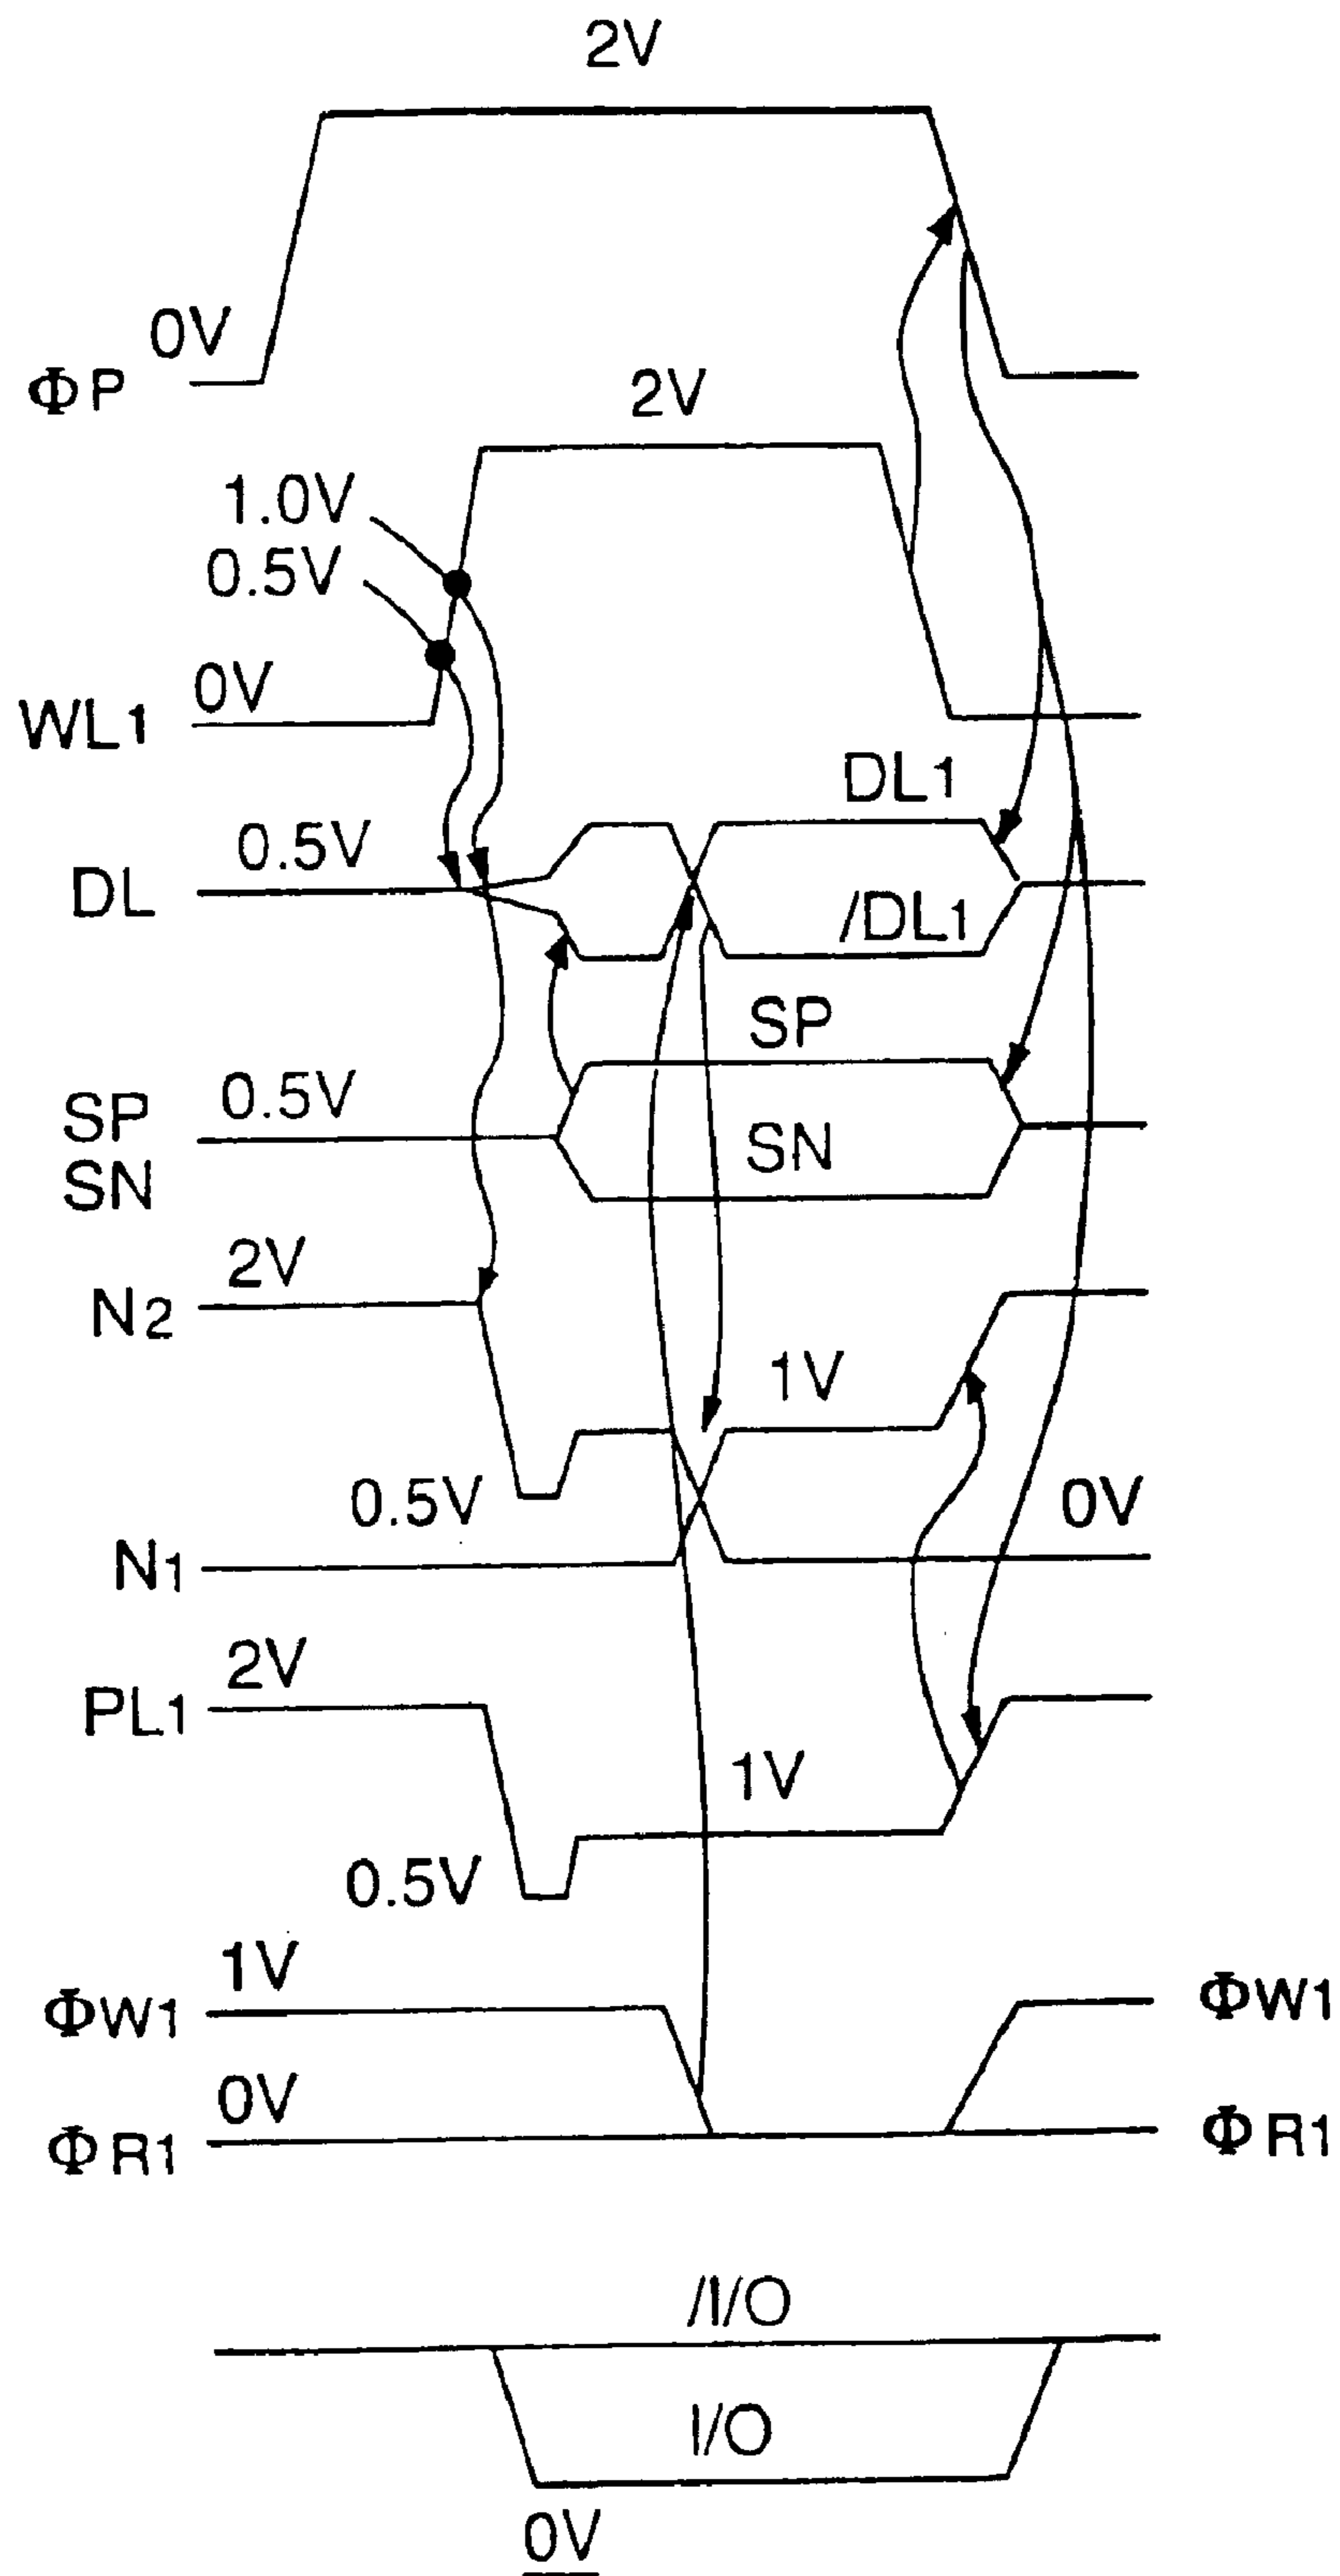 2V
0V
ΦP
2V
1.0V
0.5V
0V
WL1
DL1
0.5V
DL
/DL1
SP
0.5V
SP
SN
SN
2V
N2
1V
0.5V
0V
N1
2V
PL1
1V
0.5V
1V
ΦW1
ΦW1
0V
ΦR1
ΦR1
/I/O
I/O
0V